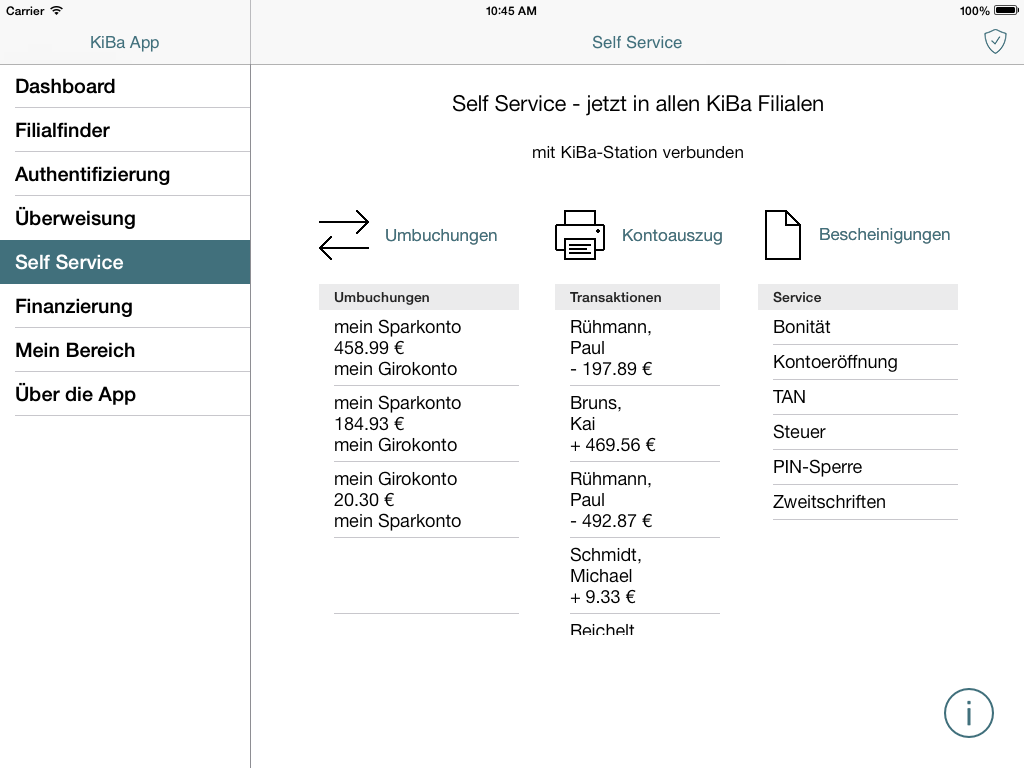 Carrier
10:45 AM
100%
KiBa App
Self Service
Dashboard
Filialfinder
Authentifizierung
Überweisung
Self Service
Finanzierung
Mein Bereich
Über die App
Self Service - jetzt in allen KiBa Filialen
mit KiBa-Station verbunden
Umbuchungen
Kontoauszug
Bescheinigungen
Umbuchungen
mein Sparkonto
458.99 €
mein Girokonto
mein Sparkonto
184.93 €
mein Girokonto
mein Girokonto
20.30 €
mein Sparkonto
Transaktionen
Rühmann,
Paul
- 197.89 €
Bruns,
Kai
+ 469.56 €
Rühmann,
Paul
- 492.87 €
Schmidt,
Michael
+ 9.33 €
Reichelt
Service
Bonität
Kontoeröffnung
TAN
Steuer
PIN-Sperre
Zweitschriften
i